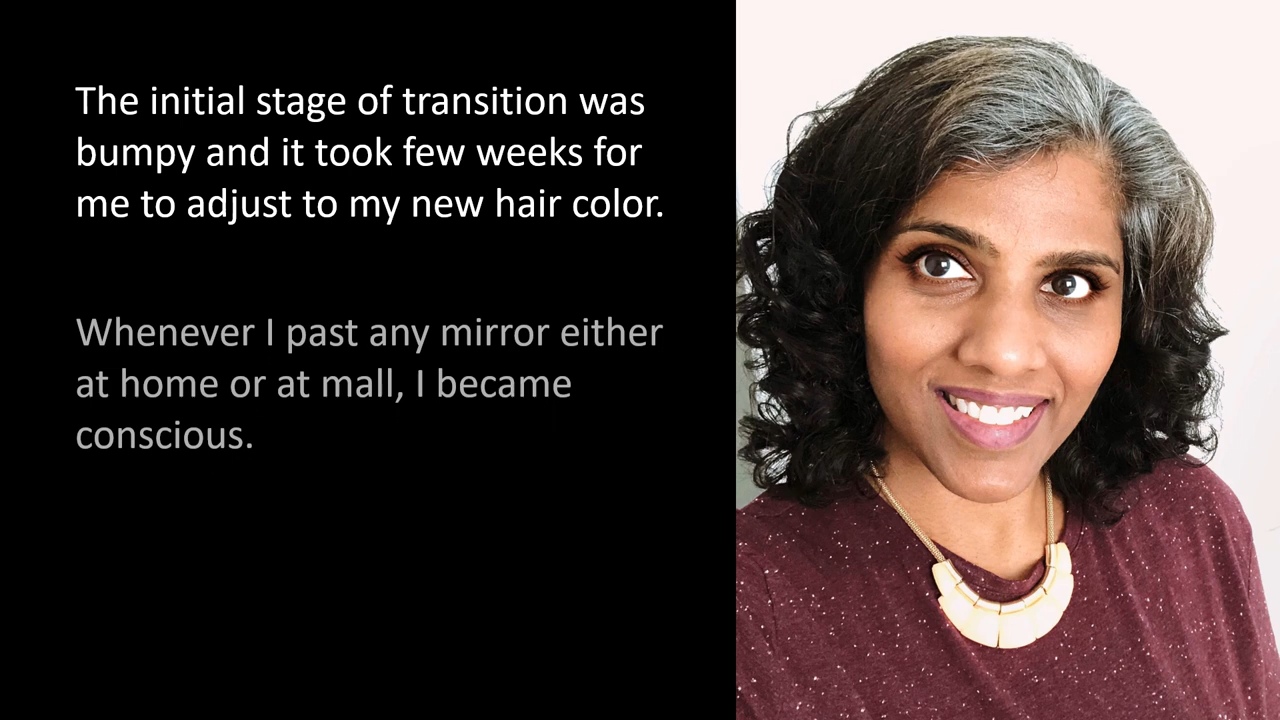 The initial stage of transition was
bumpy and it took few weeks for
me to adjust to my new hair color.
Whenever I past any mirror either
at home or at mall, I became
conscious.